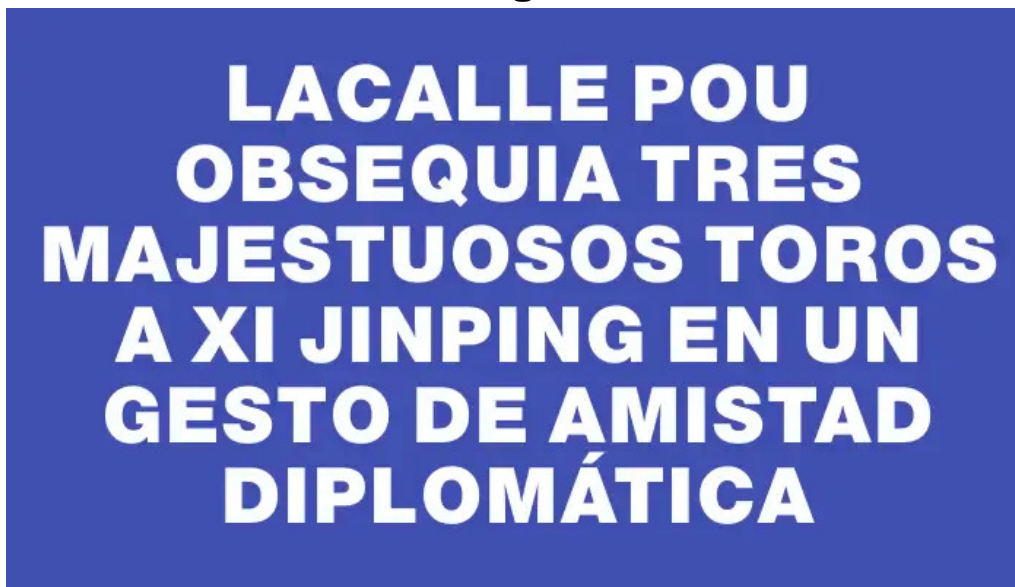 LACALLE POU
OBSEQUIA TRES
MAJESTUOSOS TOROS
A XI JINPING EN UN
GESTO DE AMISTAD
DIPLOMÁTICA